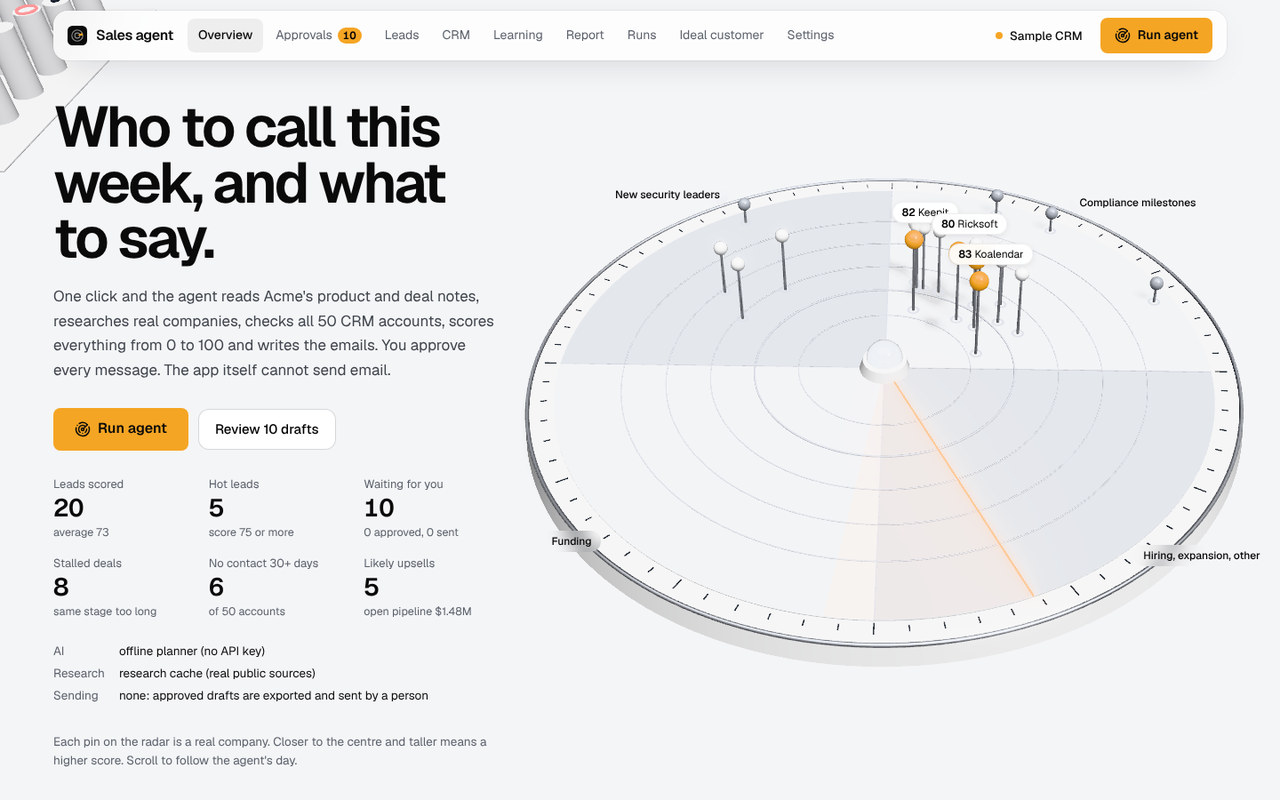 Sales agent
Overview
Approvals 10
Leads
CRM
Learning
Report
Runs
Ideal customer
Settings
Sample CRM
Run agent
Who to call this
week, and what
to say.
One click and the agent reads Acme's product and deal notes,
researches real companies, checks all 50 CRM accounts, scores
everything from 0 to 100 and writes the emails. You approve
every message. The app itself cannot send email.
Run agent
Review 10 drafts
Leads scored
20
average 73
Hot leads
5
score 75 or more
Waiting for you
10
0 approved, 0 sent
Stalled deals
8
same stage too long
No contact 30+ days
6
of 50 accounts
Likely upsells
5
open pipeline $1.48M
AI offline planner (no API key)
Research research cache (real public sources)
Sending none: approved drafts are exported and sent by a person
Each pin on the radar is a real company. Closer to the centre and taller means a
higher score. Scroll to follow the agent's day.
New security leaders
Compliance milestones
82 Keepit
80 Ricksoft
83 Koalendar
Funding
Hiring, expansion, other